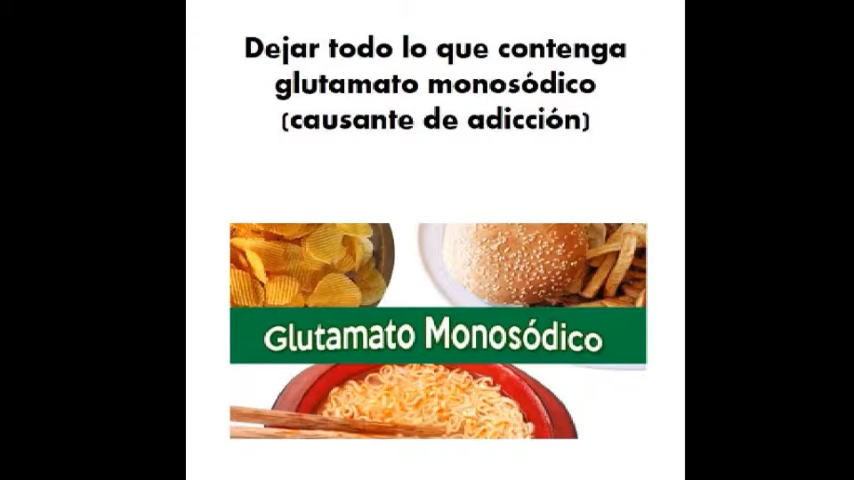 Dejar todo lo que contenga
glutamato monosódico
(causante de adicción)
Glutamato Monosódico